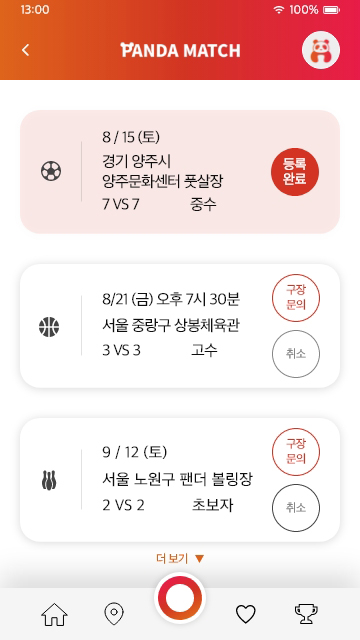 13:00 100%
PANDA MATCH
8 / 15 (토)
경기 양주시
양주문화센터 풋살장
7 VS 7 중수
등록
완료
8/21 (금) 오후 7시 30분
서울 중랑구 상봉체육관
3 VS 3 고수
구장
문의
취소
9 / 12 (토)
서울 노원구 팬더 볼링장
2 VS 2 초보자
구장
문의
취소
더 보기 ▼